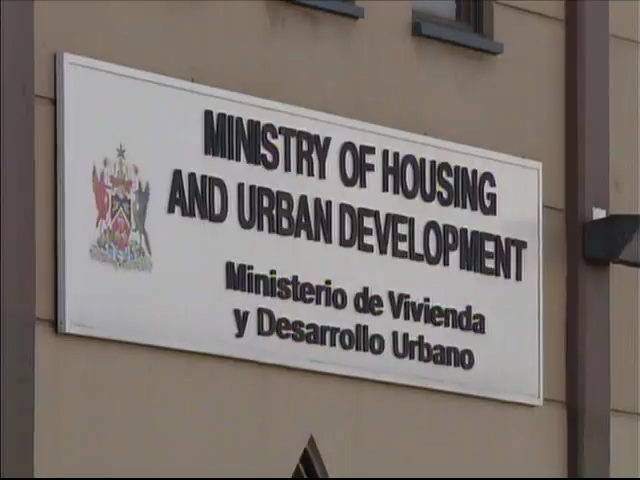 MINISTRY OF HOUSING
AND URBAN DEVELOPMENT
Ministerio de Vivienda
y Desarrollo Urbano